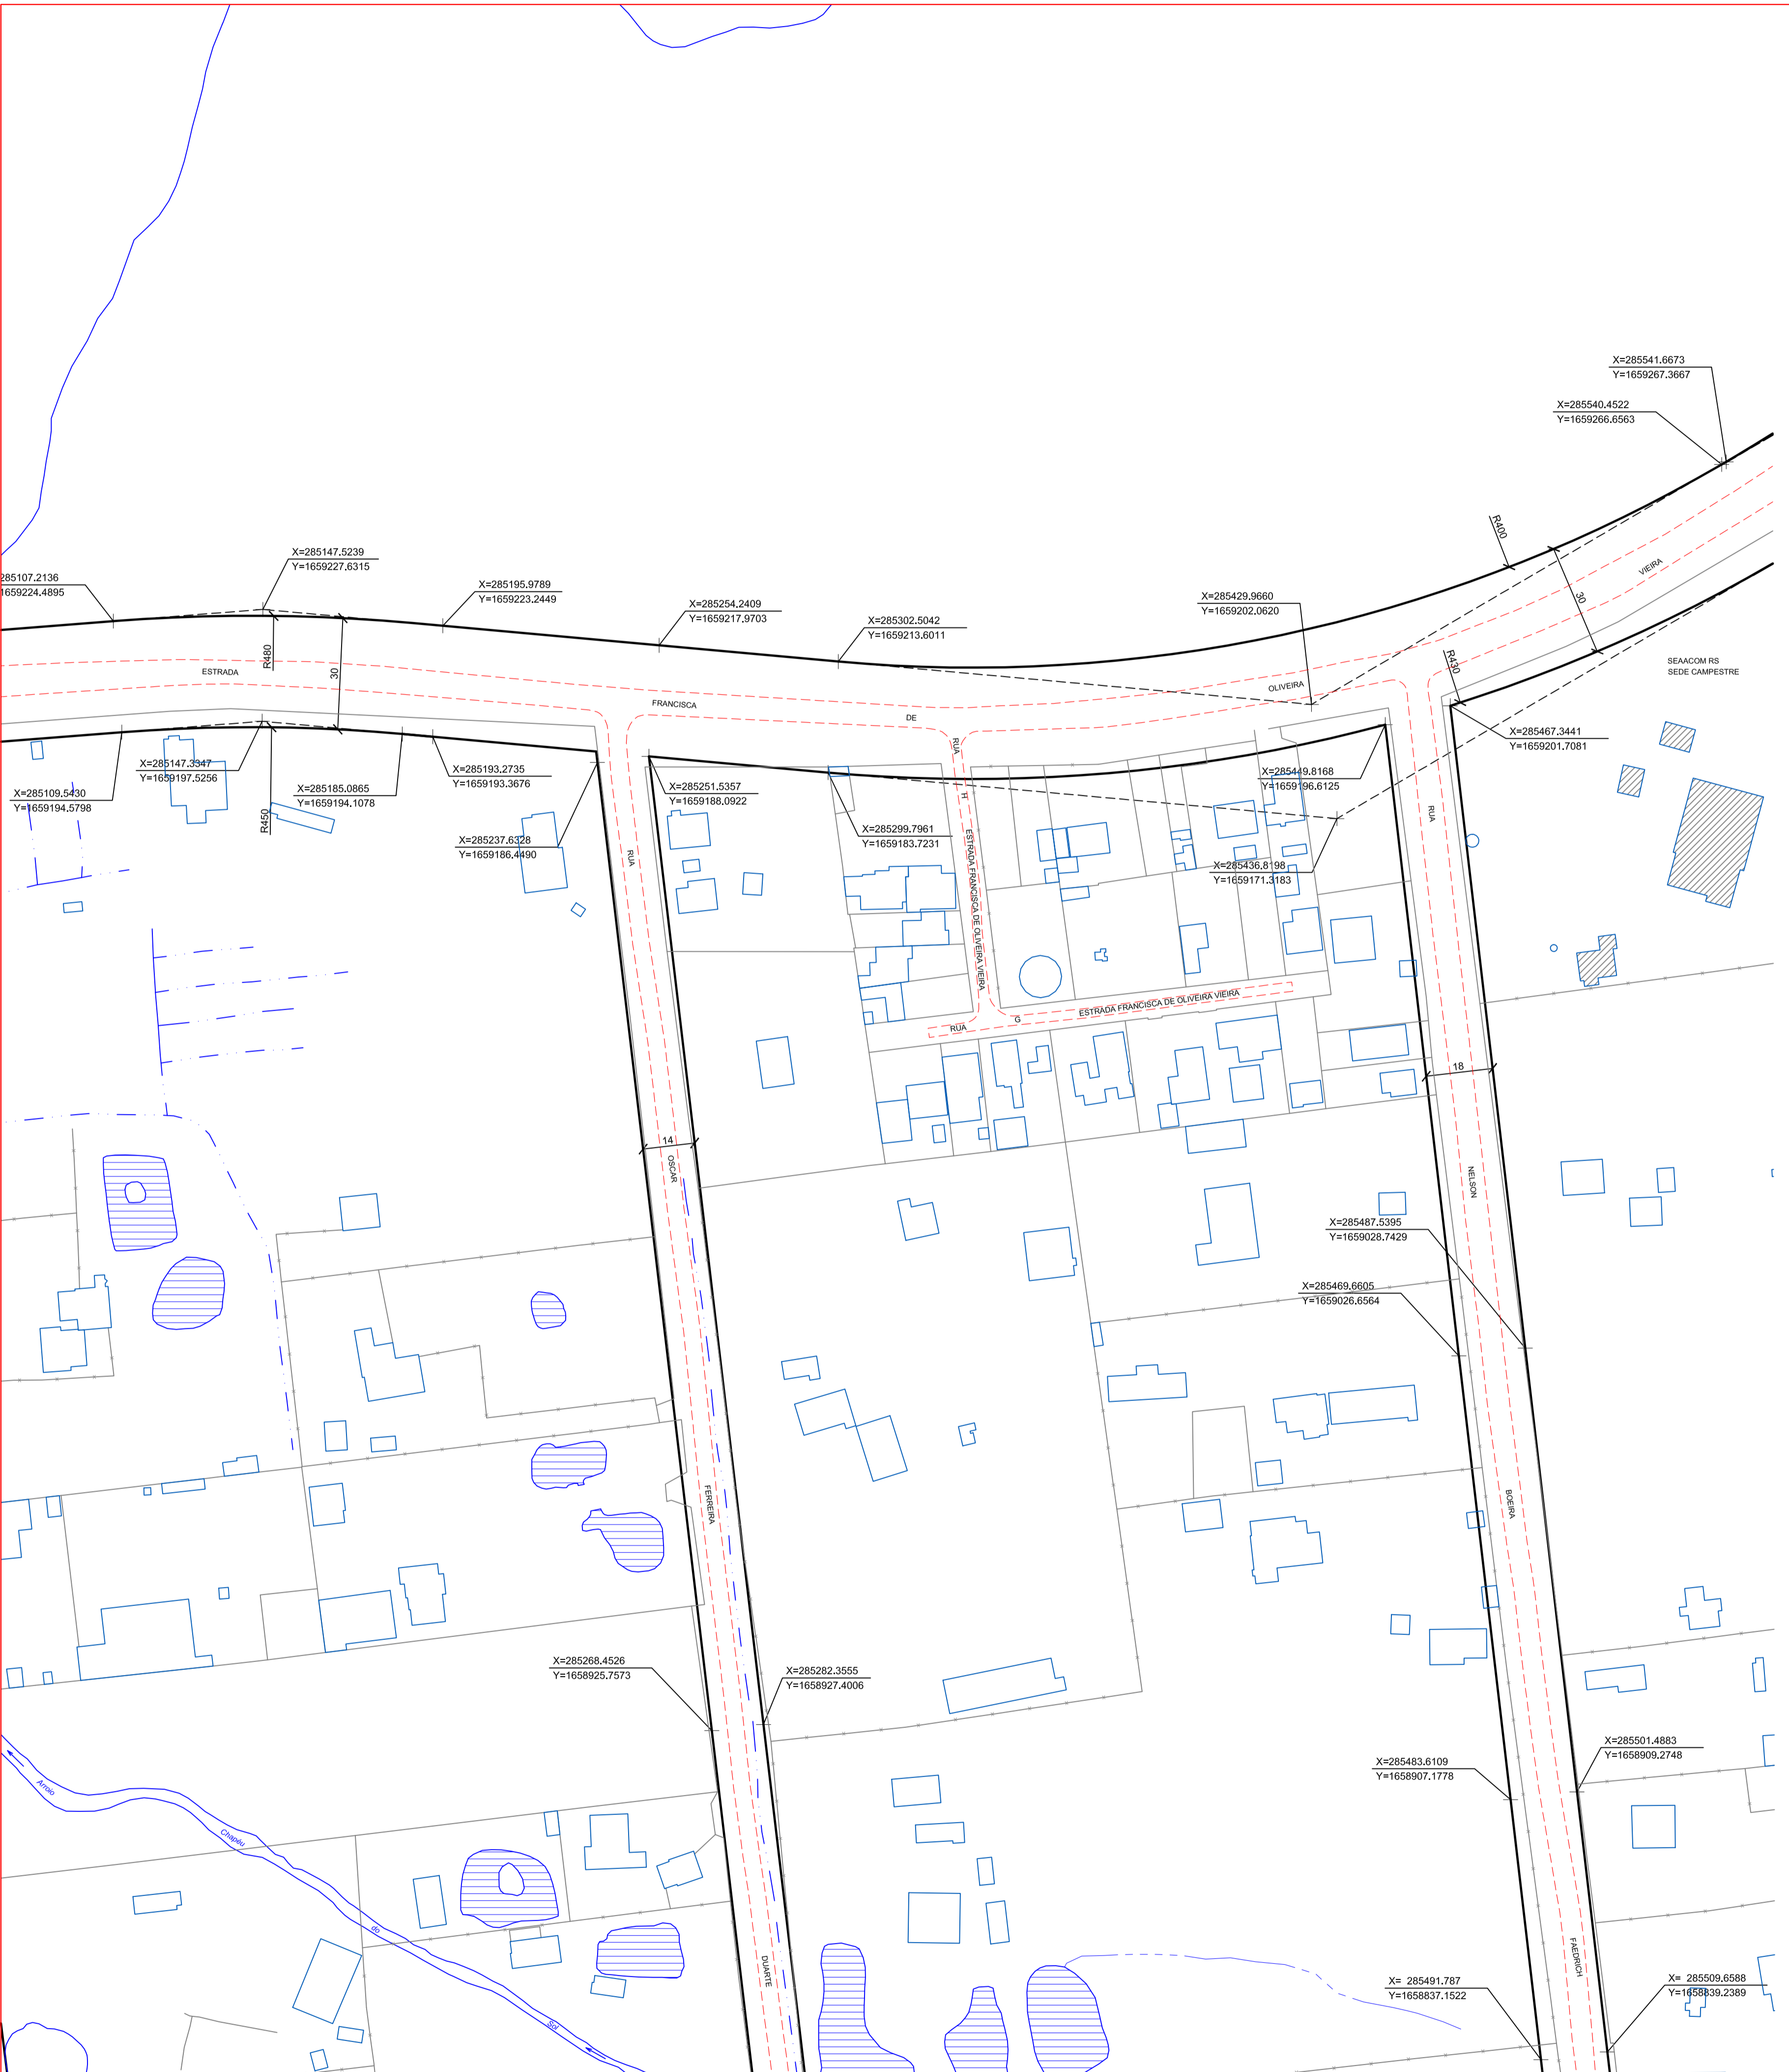 X=285541.6673
Y=1659267.3667
X=285540.4522
Y=1659266.6563
R400
X=285147.5239
Y=1659227.6315
285107.2136
1659224.4895
X=285195.9789
Y=1659223.2449
X=285254.2409
Y=1659217.9703
X=285302.5042
Y=1659213.6011
X=285429.9660
Y=1659202.0620
30
VIEIRA
R480
30
ESTRADA
FRANCISCA
DE
OLIVEIRA
R430
SEAACOM RS
SEDE CAMPESTRE
X=285467.3441
Y=1659201.7081
X=285147.3347
Y=1659197.5256
X=285109.5430
Y=1659194.5798
X=285185.0865
Y=1659194.1078
R450
X=285193.2735
Y=1659193.3676
X=285237.6328
Y=1659186.4490
X=285251.5357
Y=1659188.0922
X=285299.7961
Y=1659183.7231
X=285449.8168
Y=1659196.6125
X=285436.8198
Y=1659171.3183
RUA
H
ESTRADA FRANCISCA DE OLIVEIRA VIEIRA
RUA
G
ESTRADA FRANCISCA DE OLIVEIRA VIEIRA
RUA
OSCAR
FERREIRA
DUARTE
14
RUA
NELSON
BOEIRA
FAEDRICH
18
X=285487.5395
Y=1659028.7429
X=285469.6605
Y=1659026.6564
X=285268.4526
Y=1658925.7573
X=285282.3555
Y=1658927.4006
X=285501.4883
Y=1658909.2748
X=285483.6109
Y=1658907.1778
Arroio
Chapéu
do
Sol
X= 285491.787
Y=1658837.1522
X= 285509.6588
Y=1658839.2389